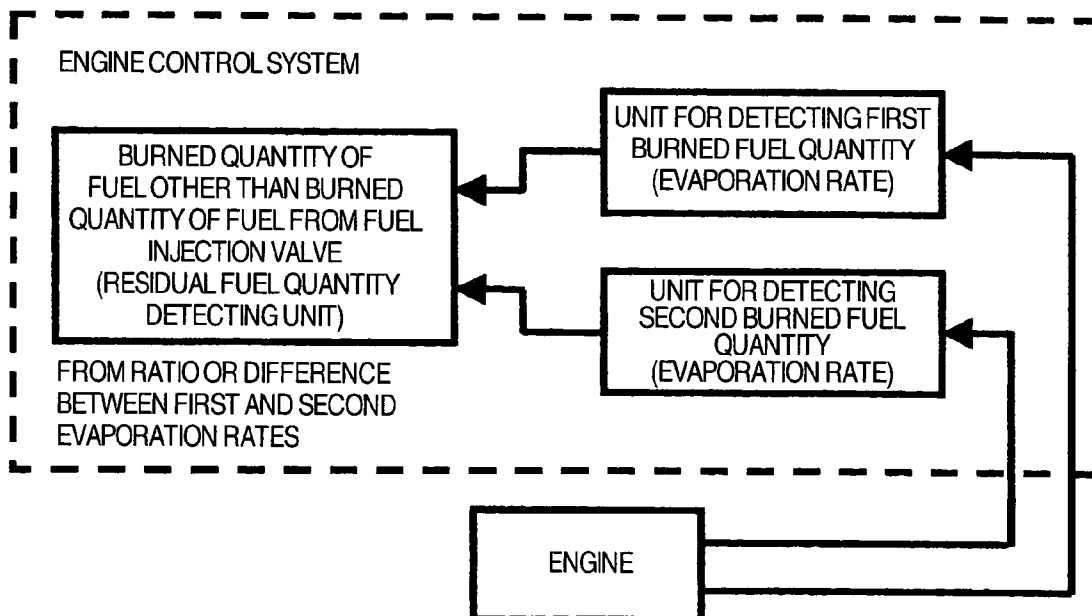 ENGINE CONTROL SYSTEM
BURNED QUANTITY OF
FUEL OTHER THAN BURNED
QUANTITY OF FUEL FROM FUEL
INJECTION VALVE
(RESIDUAL FUEL QUANTITY
DETECTING UNIT)
FROM RATIO OR DIFFERENCE
BETWEEN FIRST AND SECOND
EVAPORATION RATES
UNIT FOR DETECTING FIRST
BURNED FUEL QUANTITY
(EVAPORATION RATE)
UNIT FOR DETECTING
SECOND BURNED FUEL
QUANTITY
(EVAPORATION RATE)
ENGINE